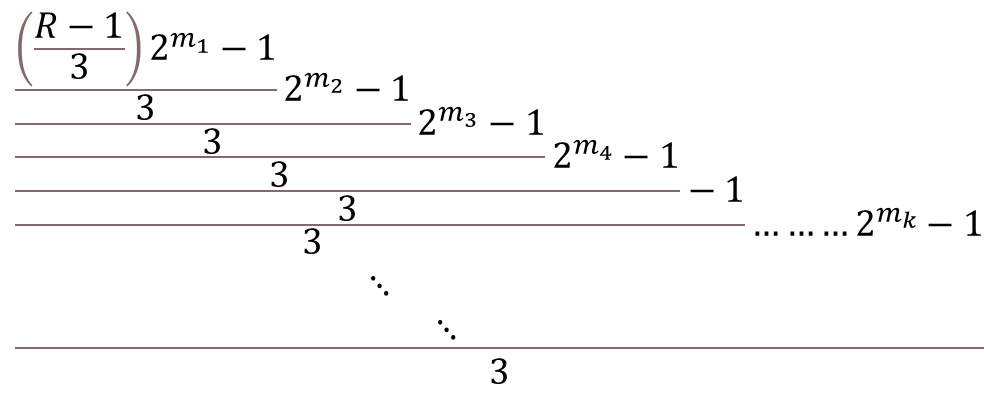 (R − 1
3) 2^{m_1} − 1
3 2^{m_2} − 1
3 2^{m_3} − 1
3 2^{m_4} − 1
3 − 1
3 ... ... ... 2^{m_k} − 1
⋱
⋱
3